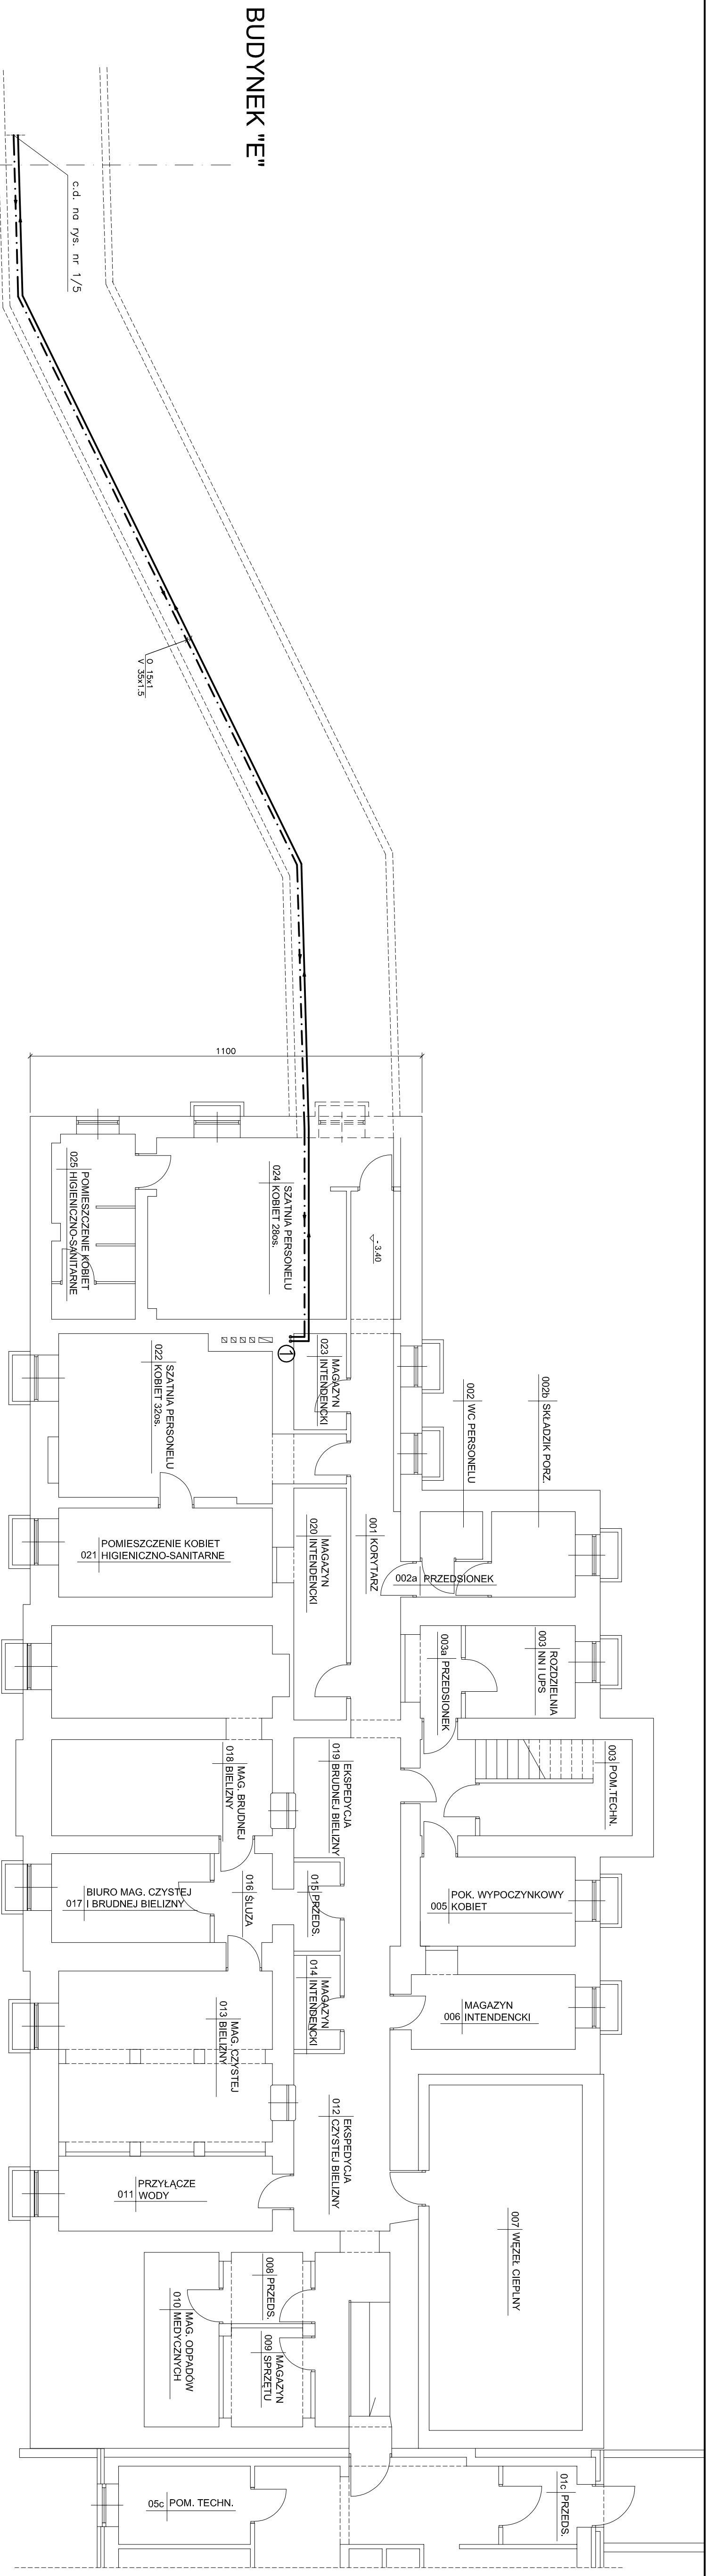 BUDYNEK "E"
c.d. na rys. nr 1/5
O 15x1
V 35x1.5
1100
- 3.40
025 POMIESZCZENIE KOBIET
HIGIENICZNO-SANITARNE
024 SZATNIA PERSONELU
KOBIET 28os.
1
023 MAGAZYN
INTENDENCKI
022 SZATNIA PERSONELU
KOBIET 32os.
002 WC PERSONELU
002b SKŁADZIK PORZ.
001 KORYTARZ
002a PRZEDSIONEK
POMIESZCZENIE KOBIET
021 HIGIENICZNO-SANITARNE
020 MAGAZYN
INTENDENCKI
003a PRZEDSIONEK
003 ROZDZIELNIA
NN I UPS
003 POM.TECHN.
019 EKSPEDYCJA
BRUDNEJ BIELIZNY
018 MAG. BRUDNEJ
BIELIZNY
BIURO MAG. CZYSTEJ
017 I BRUDNEJ BIELIZNY
016 ŚLUZA
015 PRZEDS.
POK. WYPOCZYNKOWY
005 KOBIET
014 MAGAZYN
INTENDENCKI
MAGAZYN
006 INTENDENCKI
013 MAG. CZYSTEJ
BIELIZNY
012 EKSPEDYCJA
CZYSTEJ BIELIZNY
PRZYŁĄCZE
011 WODY
007 WĘZEŁ CIEPLNY
008 PRZEDS.
009 MAGAZYN
SPRZĘTU
010 MAG. ODPADÓW
MEDYCZNYCH
05c POM. TECHN.
01c PRZEDS.